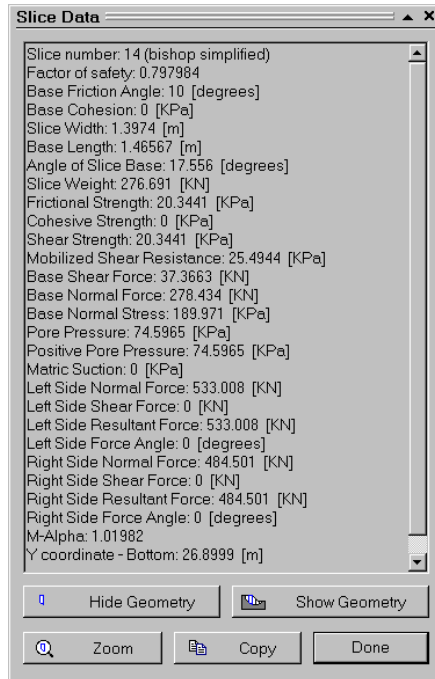 Slice Data
Slice number: 14 (bishop simplified)
Factor of safety: 0.797984
Base Friction Angle: 10 [degrees]
Base Cohesion: 0 [KPa]
Slice Width: 1.3974 [m]
Base Length: 1.46567 [m]
Angle of Slice Base: 17.556 [degrees]
Slice Weight: 276.691 [KN]
Frictional Strength: 20.3441 [KPa]
Cohesive Strength: 0 [KPa]
Shear Strength: 20.3441 [KPa]
Mobilized Shear Resistance: 25.4944 [KPa]
Base Shear Force: 37.3663 [KN]
Base Normal Force: 278.434 [KN]
Base Normal Stress: 189.971 [KPa]
Pore Pressure: 74.5965 [KPa]
Positive Pore Pressure: 74.5965 [KPa]
Matric Suction: 0 [KPa]
Left Side Normal Force: 533.008 [KN]
Left Side Shear Force: 0 [KN]
Left Side Resultant Force: 533.008 [KN]
Left Side Force Angle: 0 [degrees]
Right Side Normal Force: 484.501 [KN]
Right Side Shear Force: 0 [KN]
Right Side Resultant Force: 484.501 [KN]
Right Side Force Angle: 0 [degrees]
M-Alpha: 1.01982
Y coordinate - Bottom: 26.8999 [m]
Hide Geometry Show Geometry
Zoom Copy Done